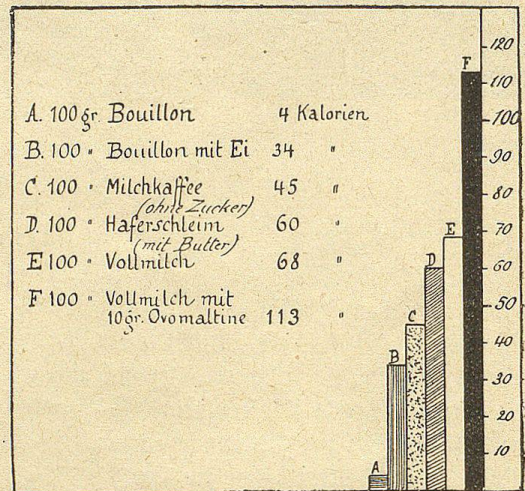 A. 100 gr. Bouillon 4 Kalorien
B. 100 " Bouillon mit Ei 34 "
C. 100 " Milchkaffee 45 "
(ohne Zucker)
D. 100 " Haferschleim 60 "
(mit Butter)
E 100 " Vollmilch 68 "
F 100 " Vollmilch mit
10 gr. Ovomaltine 113 "
A
B
C
D
E
F
120
110
100
90
80
70
60
50
40
30
20
10